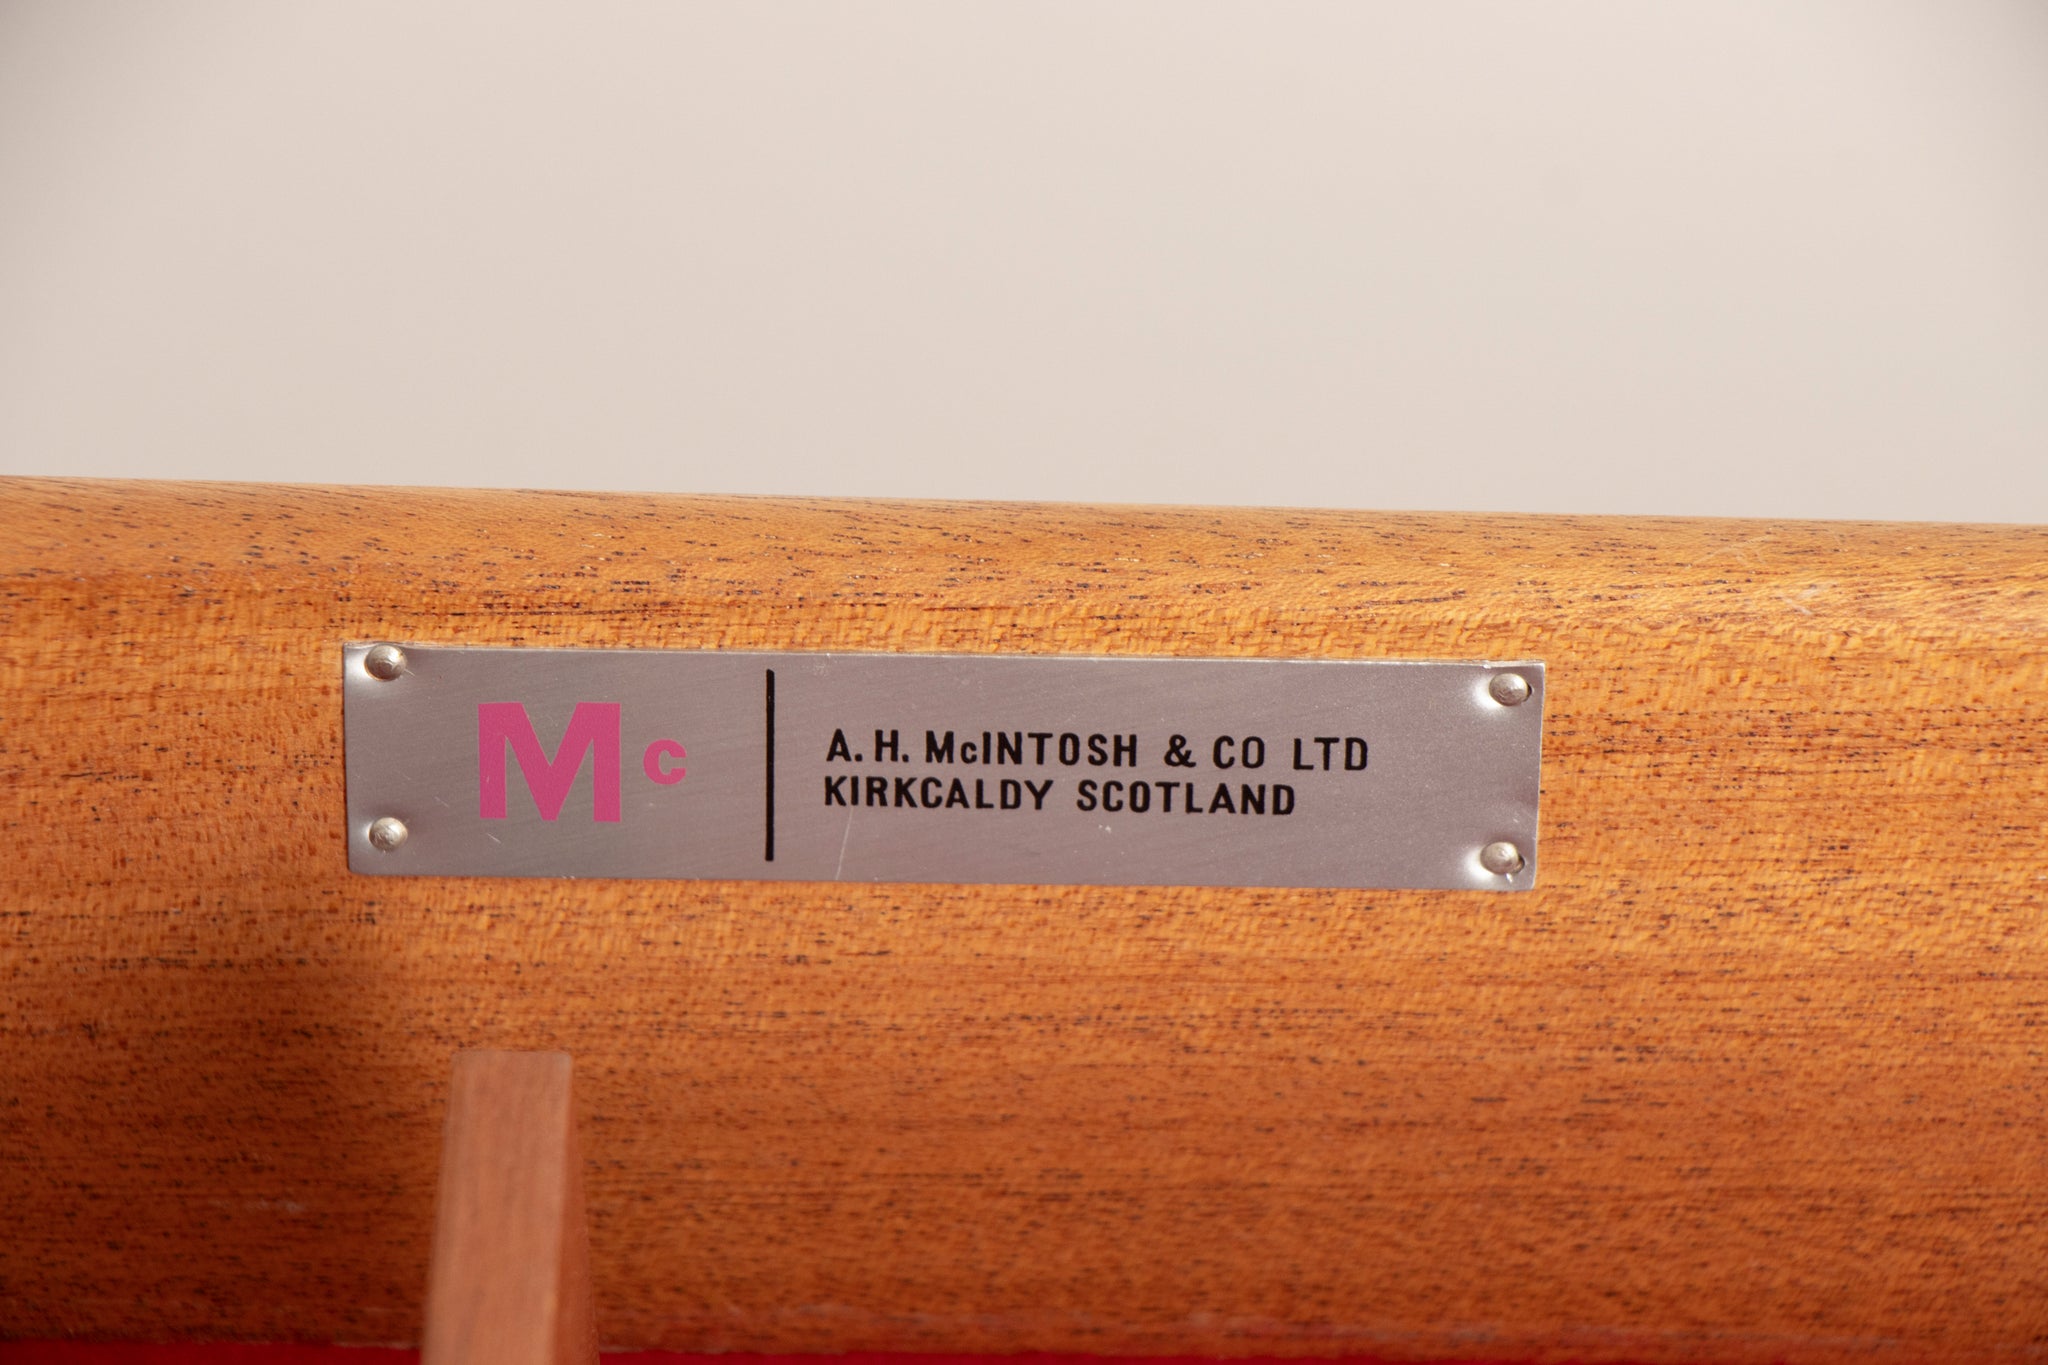 Mc
A. H. McINTOSH & CO LTD
KIRKCALDY SCOTLAND